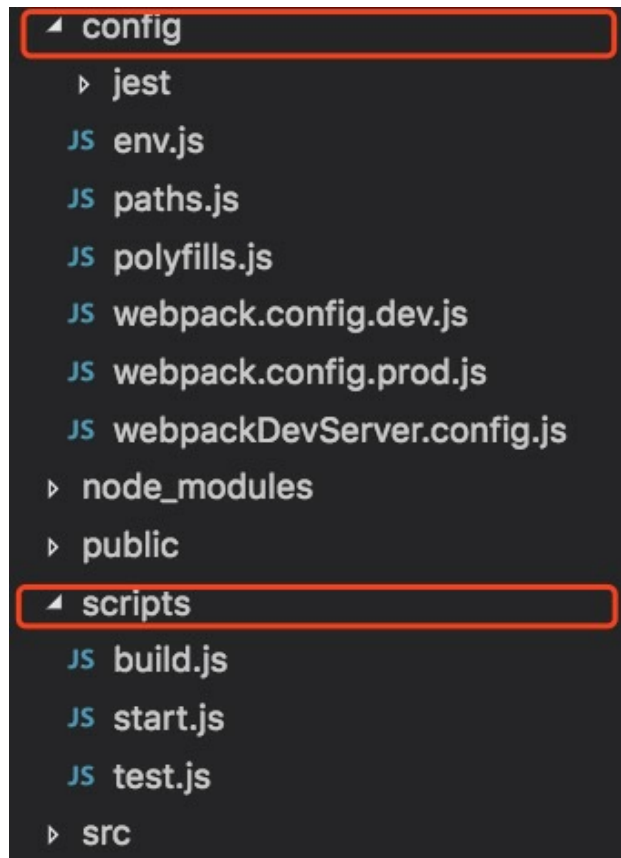 config
jest
JS env.js
JS paths.js
JS polyfills.js
JS webpack.config.dev.js
JS webpack.config.prod.js
JS webpackDevServer.config.js
node_modules
public
scripts
JS build.js
JS start.js
JS test.js
src